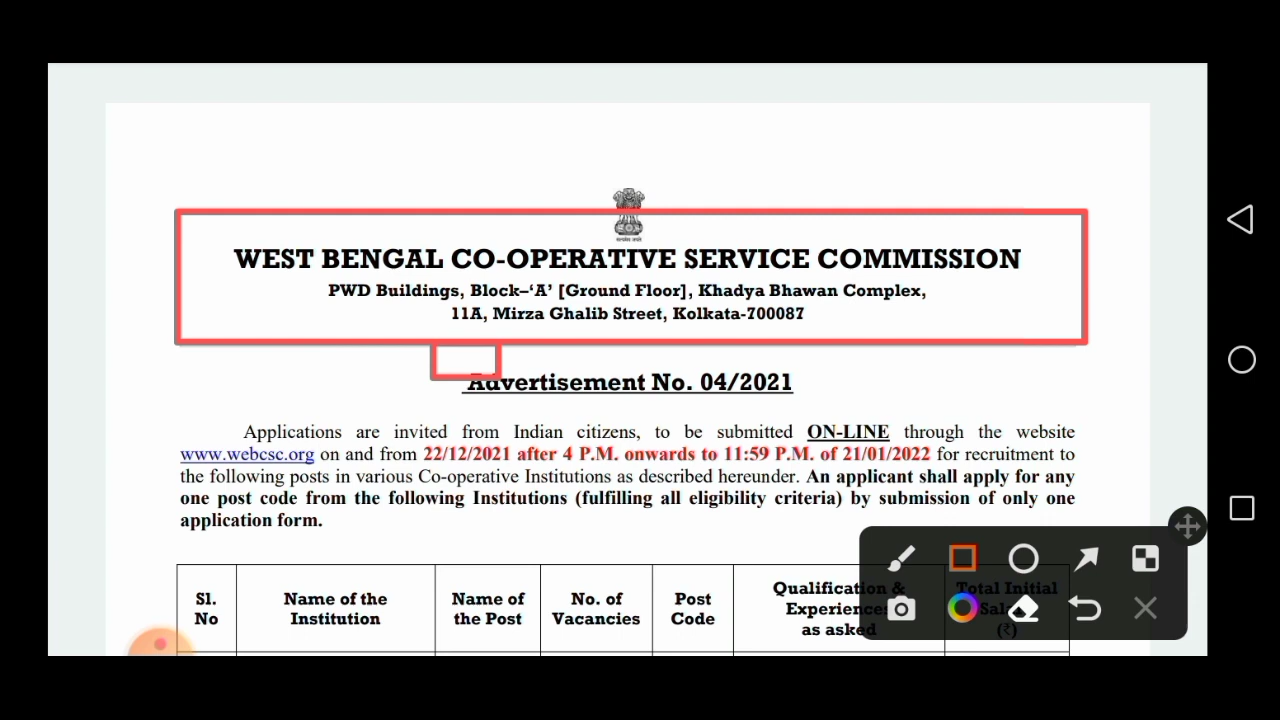 WEST BENGAL CO-OPERATIVE SERVICE COMMISSION
PWD Buildings, Block–‘A’ [Ground Floor], Khadya Bhawan Complex,
11A, Mirza Ghalib Street, Kolkata-700087
Advertisement No. 04/2021
Applications are invited from Indian citizens, to be submitted ON-LINE through the website
www.webcsc.org on and from 22/12/2021 after 4 P.M. onwards to 11:59 P.M. of 21/01/2022 for recruitment to
the following posts in various Co-operative Institutions as described hereunder. An applicant shall apply for any
one post code from the following Institutions (fulfilling all eligibility criteria) by submission of only one
application form.
Sl. No
Name of the Institution
Name of the Post
No. of Vacancies
Post Code
Qualification & Experiences as asked
Total Initial (₹)